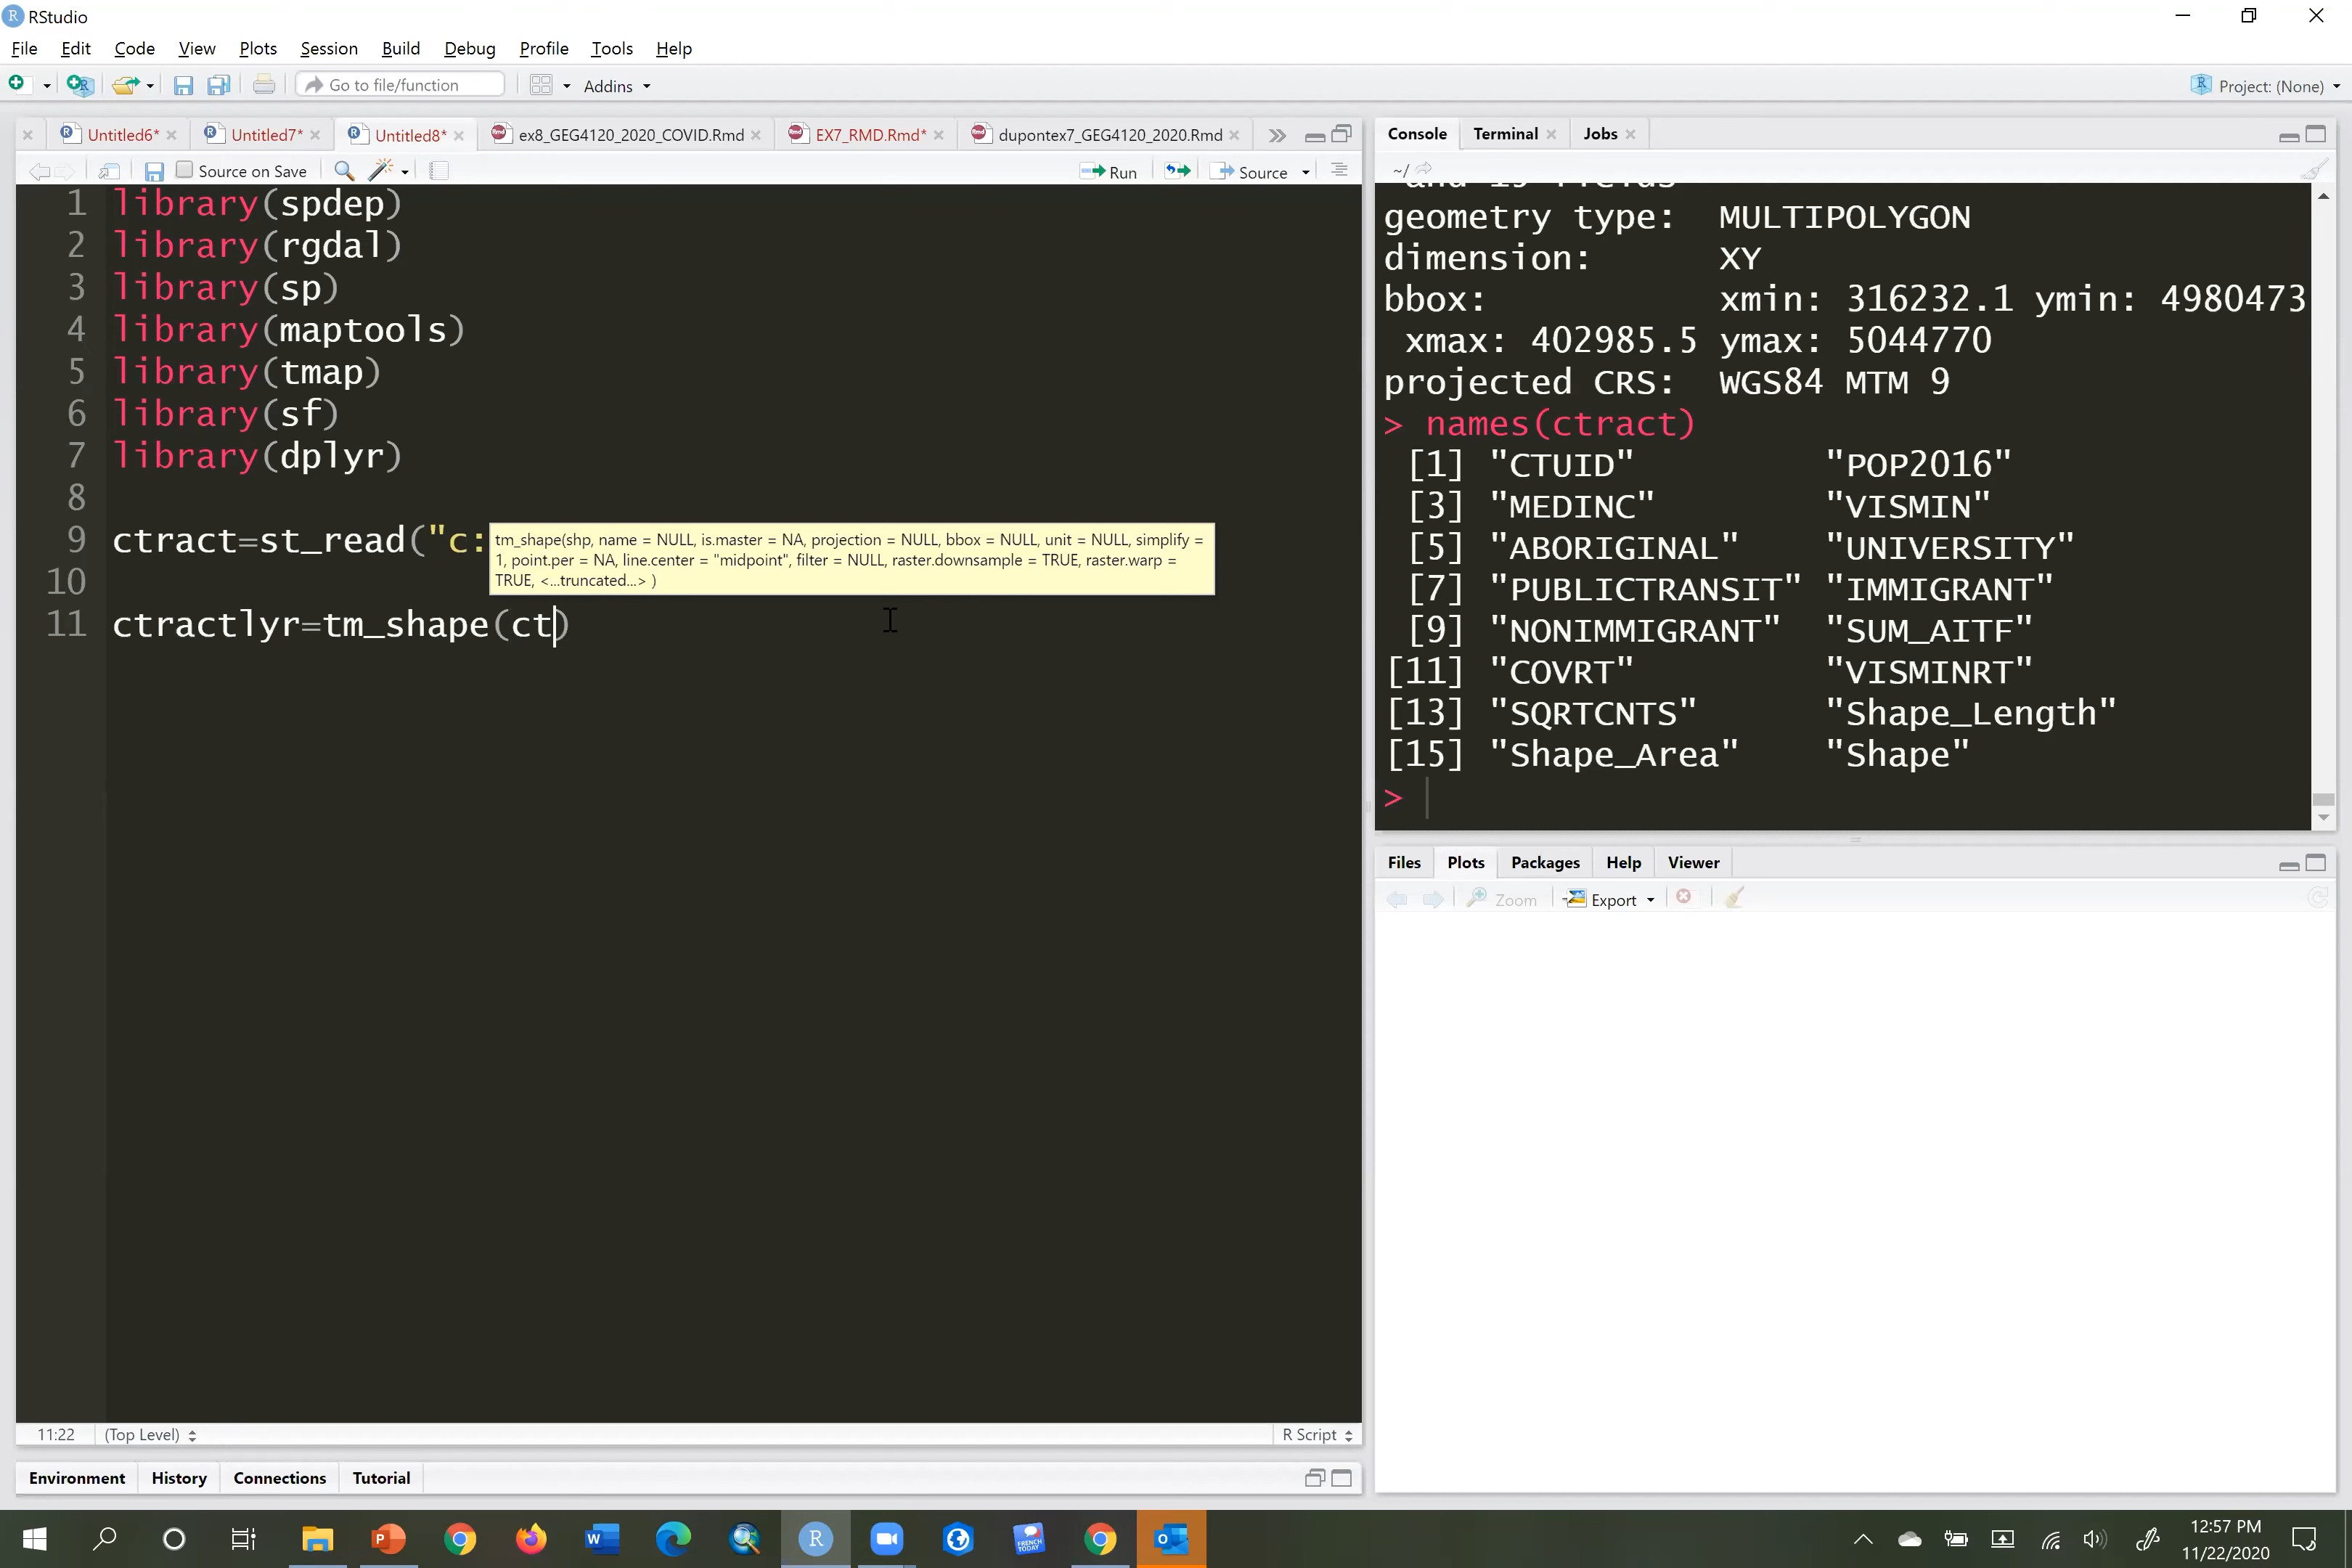 RStudio
File Edit Code View Plots Session Build Debug Profile Tools Help
Go to file/function Addins Project: (None)
Untitled6* Untitled7* Untitled8* ex8_GEG4120_2020_COVID.Rmd EX7_RMD.Rmd* dupontex7_GEG4120_2020.Rmd
Source on Save Run Source
1 library(spdep)
2 library(rgdal)
3 library(sp)
4 library(maptools)
5 library(tmap)
6 library(sf)
7 library(dplyr)
8
9 ctract=st_read("c:
tm_shape(shp, name = NULL, is.master = NA, projection = NULL, bbox = NULL, unit = NULL, simplify =
1, point.per = NA, line.center = "midpoint", filter = NULL, raster.downsample = TRUE, raster.warp =
TRUE, <...truncated...> )
10
11 ctractlyr=tm_shape(ct)
11:22 (Top Level) R Script
Environment History Connections Tutorial
Console Terminal Jobs
~/
geometry type: MULTIPOLYGON
dimension: XY
bbox: xmin: 316232.1 ymin: 4980473
xmax: 402985.5 ymax: 5044770
projected CRS: WGS84 MTM 9
> names(ctract)
[1] "CTUID" "POP2016"
[3] "MEDINC" "VISMIN"
[5] "ABORIGINAL" "UNIVERSITY"
[7] "PUBLICTRANSIT" "IMMIGRANT"
[9] "NONIMMIGRANT" "SUM_AITF"
[11] "COVRT" "VISMINRT"
[13] "SQRTCNTS" "Shape_Length"
[15] "Shape_Area" "Shape"
>
Files Plots Packages Help Viewer
Zoom Export
12:57 PM
11/22/2020